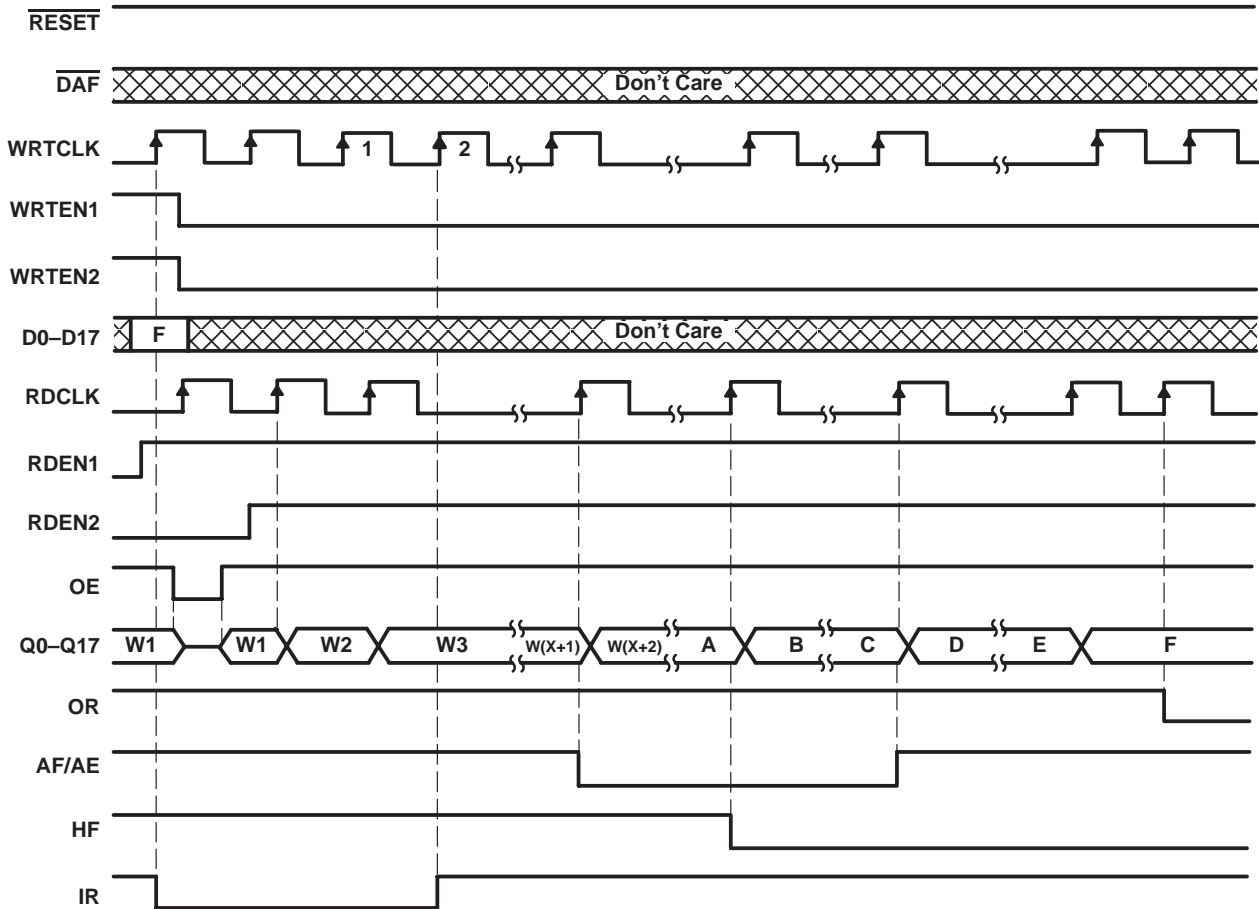 RESET
DAF
Don't Care
WRTCLK
1
2
WRTEN1
WRTEN2
D0–D17
F
Don't Care
RDCLK
RDEN1
RDEN2
OE
Q0–Q17
W1
W1
W2
W3
W(X+1)
W(X+2)
A
B
C
D
E
F
OR
AF/AE
HF
IR